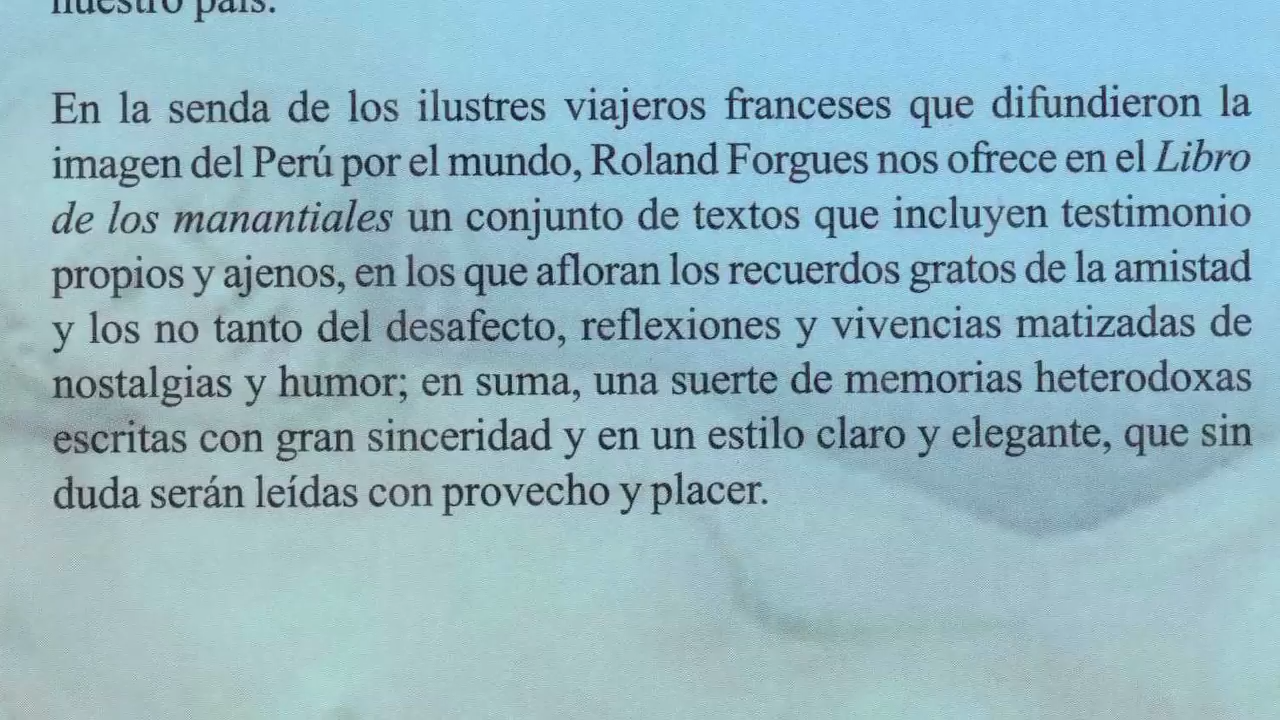 nuestro país.
En la senda de los ilustres viajeros franceses que difundieron la
imagen del Perú por el mundo, Roland Forgues nos ofrece en el Libro
de los manantiales un conjunto de textos que incluyen testimonio
propios y ajenos, en los que afloran los recuerdos gratos de la amistad
y los no tanto del desafecto, reflexiones y vivencias matizadas de
nostalgias y humor; en suma, una suerte de memorias heterodoxas
escritas con gran sinceridad y en un estilo claro y elegante, que sin
duda serán leídas con provecho y placer.